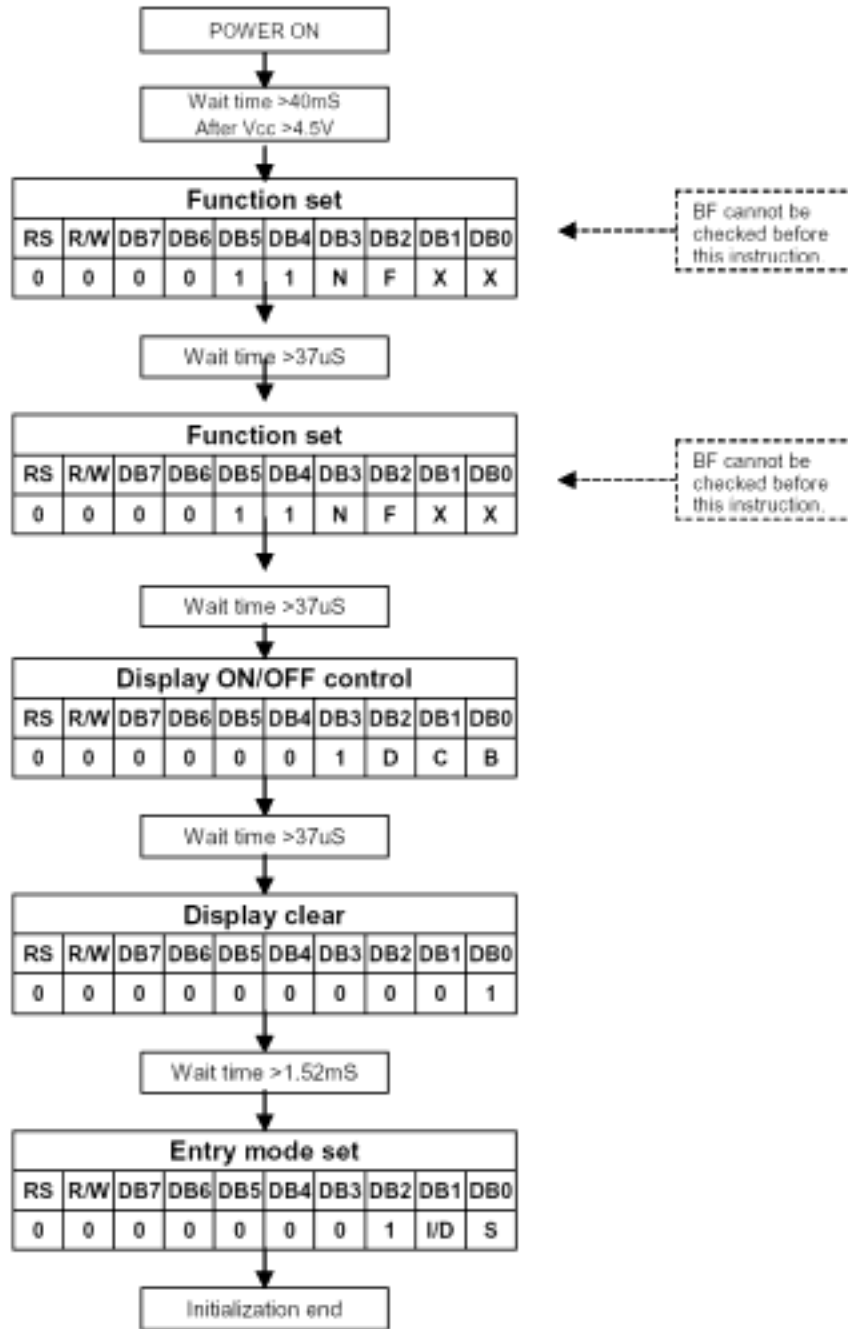 POWER ON
Wait time >40mS
After Vcc >4.5V
Function set
RS R/W DB7 DB6 DB5 DB4 DB3 DB2 DB1 DB0
0 0 0 0 1 1 N F X X
BF cannot be
checked before
this instruction.
Wait time >37uS
Function set
RS R/W DB7 DB6 DB5 DB4 DB3 DB2 DB1 DB0
0 0 0 0 1 1 N F X X
BF cannot be
checked before
this instruction.
Wait time >37uS
Display ON/OFF control
RS R/W DB7 DB6 DB5 DB4 DB3 DB2 DB1 DB0
0 0 0 0 0 0 1 D C B
Wait time >37uS
Display clear
RS R/W DB7 DB6 DB5 DB4 DB3 DB2 DB1 DB0
0 0 0 0 0 0 0 0 0 1
Wait time >1.52mS
Entry mode set
RS R/W DB7 DB6 DB5 DB4 DB3 DB2 DB1 DB0
0 0 0 0 0 0 0 1 I/D S
Initialization end